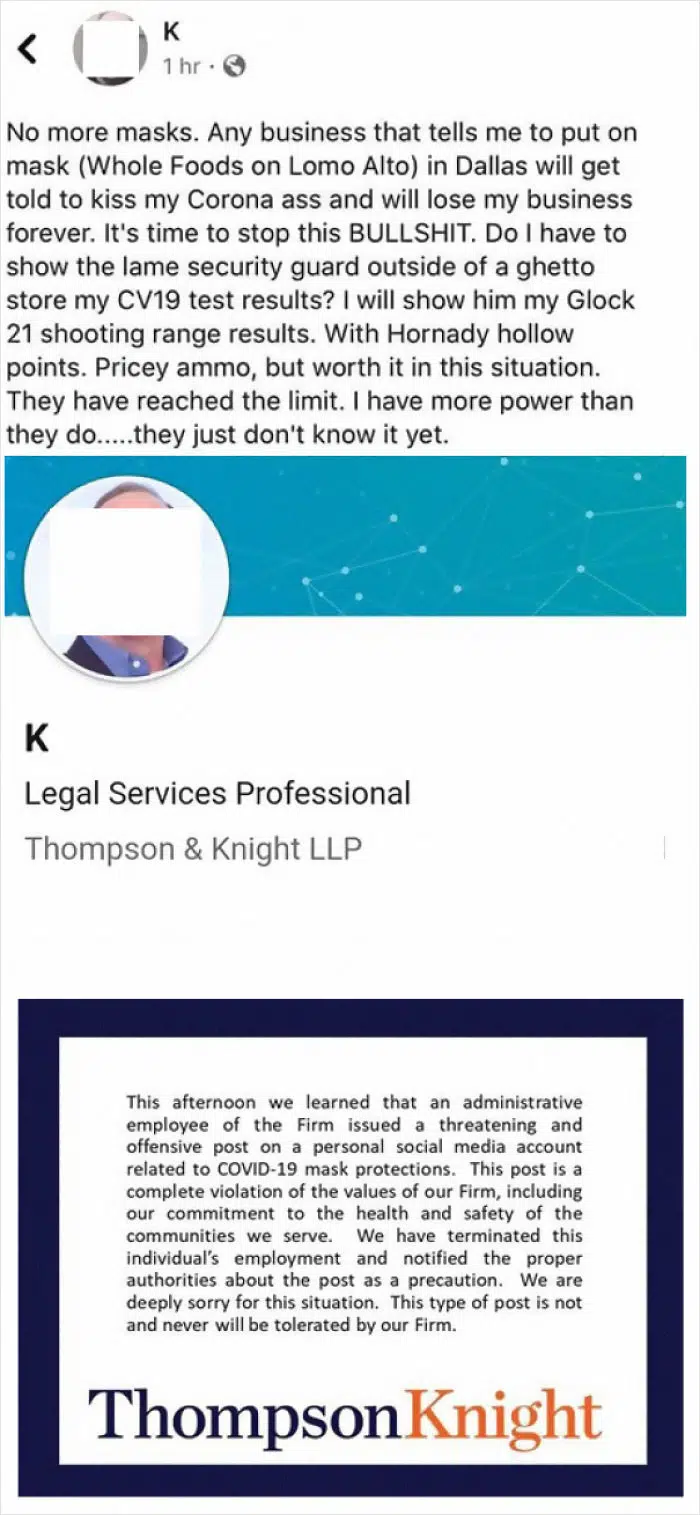 K
1 hr ·
No more masks. Any business that tells me to put on
mask (Whole Foods on Lomo Alto) in Dallas will get
told to kiss my Corona ass and will lose my business
forever. It's time to stop this BULLSHIT. Do I have to
show the lame security guard outside of a ghetto
store my CV19 test results? I will show him my Glock
21 shooting range results. With Hornady hollow
points. Pricey ammo, but worth it in this situation.
They have reached the limit. I have more power than
they do.....they just don't know it yet.
K
Legal Services Professional
Thompson & Knight LLP
This afternoon we learned that an administrative
employee of the Firm issued a threatening and
offensive post on a personal social media account
related to COVID-19 mask protections. This post is a
complete violation of the values of our Firm, including
our commitment to the health and safety of the
communities we serve. We have terminated this
individual's employment and notified the proper
authorities about the post as a precaution. We are
deeply sorry for this situation. This type of post is not
and never will be tolerated by our Firm.
ThompsonKnight